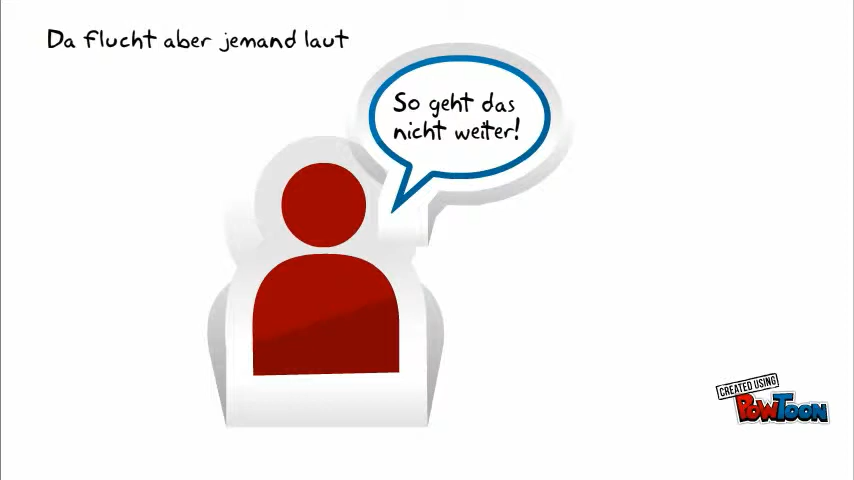 Da flucht aber jemand laut
So geht das
nicht weiter!
CREATED USING
POWTOON